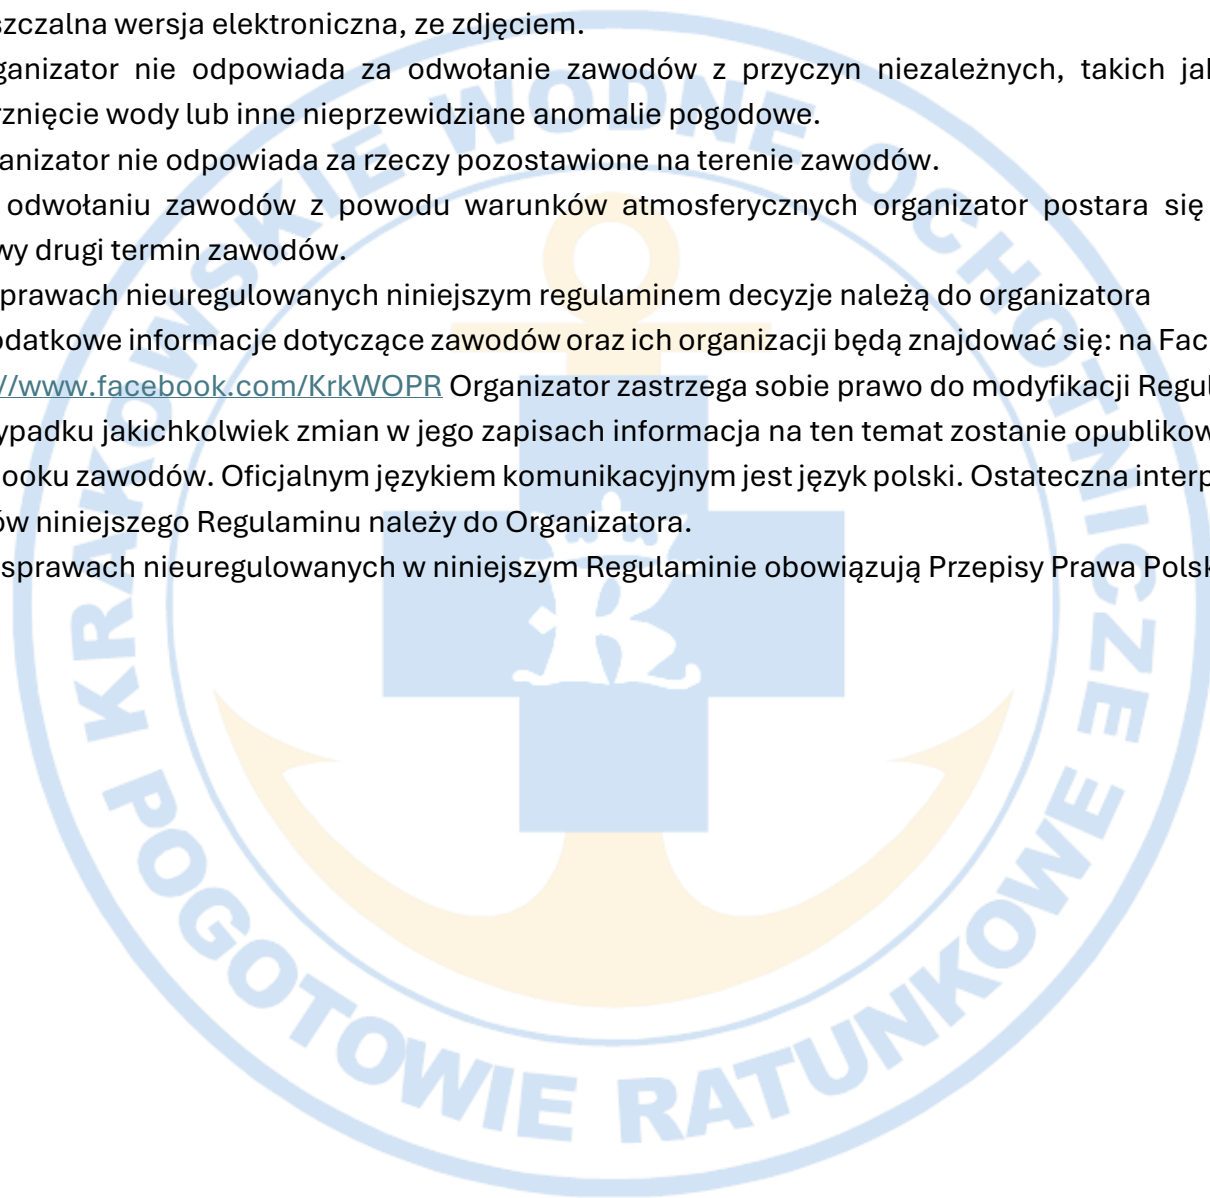 szczalna wersja elektroniczna, ze zdjęciem.
ganizator nie odpowiada za odwołanie zawodów z przyczyn niezależnych, takich jak
rznięcie wody lub inne nieprzewidziane anomalie pogodowe.
ganizator nie odpowiada za rzeczy pozostawione na terenie zawodów.
odwołaniu zawodów z powodu warunków atmosferycznych organizator postara się
wy drugi termin zawodów.
prawach nieuregulowanych niniejszym regulaminem decyzje należą do organizatora
odatkowe informacje dotyczące zawodów oraz ich organizacji będą znajdować się: na Fac
//www.facebook.com/KrkWOPR Organizator zastrzega sobie prawo do modyfikacji Regul
ypadku jakichkolwiek zmian w jego zapisach informacja na ten temat zostanie opublikow
ooku zawodów. Oficjalnym językiem komunikacyjnym jest język polski. Ostateczna interp
ów niniejszego Regulaminu należy do Organizatora.
sprawach nieuregulowanych w niniejszym Regulaminie obowiązują Przepisy Prawa Polsk
KRAKOWSKIE WODNE OCHOTNICZE
POGOTOWIE RATUNKOWE
R